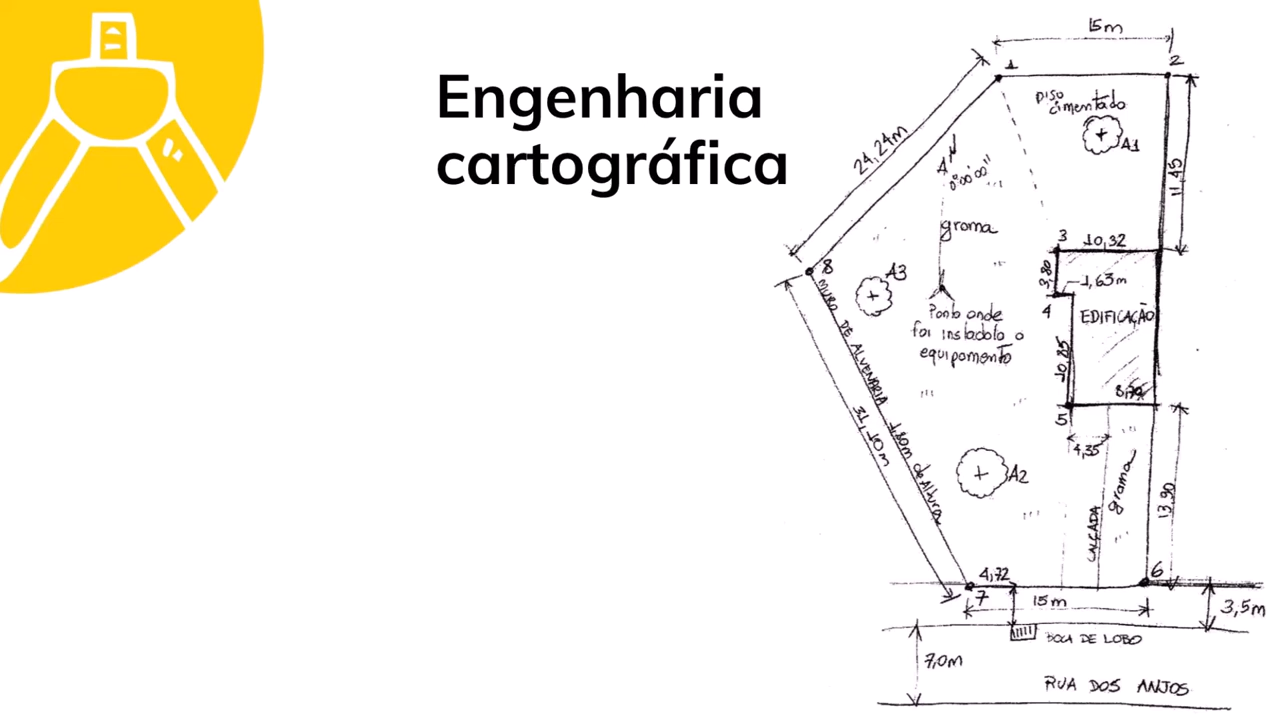 Engenharia
cartográfica
15m
1
2
24,24m
Piso
cimentado
A1
11,45
N
0°00'00"
grama
3
10,32
3,80
1,63m
4
EDIFICAÇÃO
8
A3
Ponto onde
foi instadolo o
equipamento
MURO DE ALVENARIA 1,80m de Altura
31,10m
10,85
8,79
5
4,35
A2
grama
CALÇADA
13,90
4,72
7
6
15m
3,5m
BOCA DE LOBO
7,0m
RUA DOS ANJOS